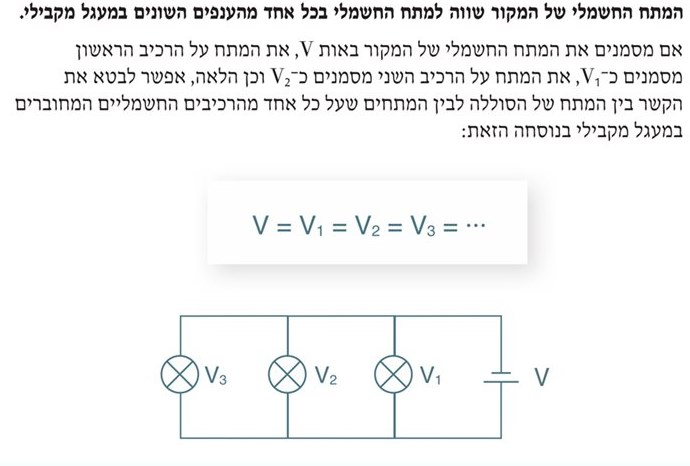 המתח החשמלי של המקור שווה למתח החשמלי בכל אחד מהענפים השונים במעגל מקבילי.
אם מסמנים את המתח החשמלי של המקור באות V, את המתח על הרכיב הראשון
מסמנים כ־V₁, את המתח על הרכיב השני מסמנים כ־V₂ וכן הלאה, אפשר לבטא את
הקשר בין המתח של הסוללה לבין המתחים שעל כל אחד מהרכיבים החשמליים המחוברים
במעגל מקבילי בנוסחה הזאת:
V = V₁ = V₂ = V₃ = ···
V₃ V₂ V₁ V